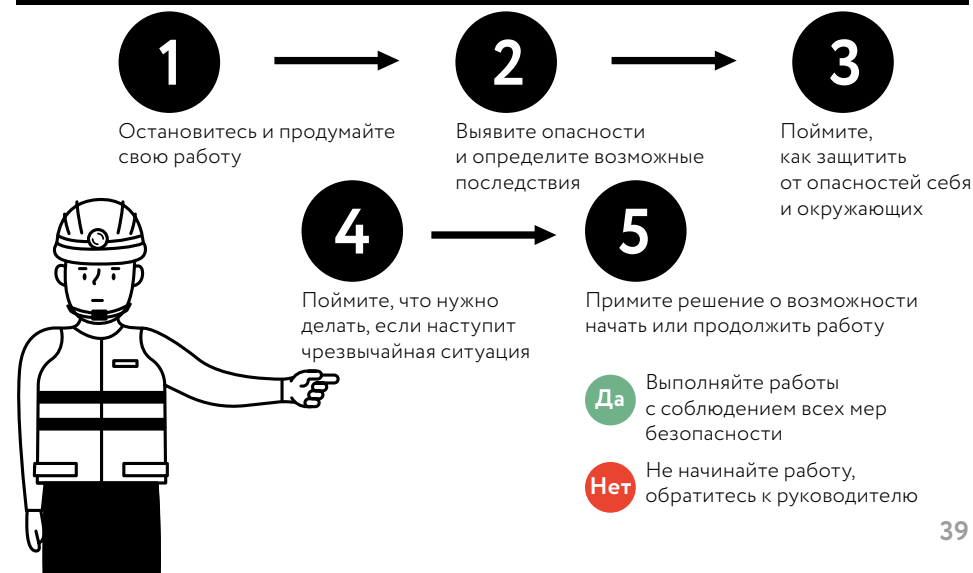 1
Остановитесь и продумайте
свою работу
2
Выявите опасности
и определите возможные
последствия
3
Поймите,
как защитить
от опасностей себя
и окружающих
4
Поймите, что нужно
делать, если наступит
чрезвычайная ситуация
5
Примите решение о возможности
начать или продолжить работу
Да
Выполняйте работы
с соблюдением всех мер
безопасности
Нет
Не начинайте работу,
обратитесь к руководителю
39